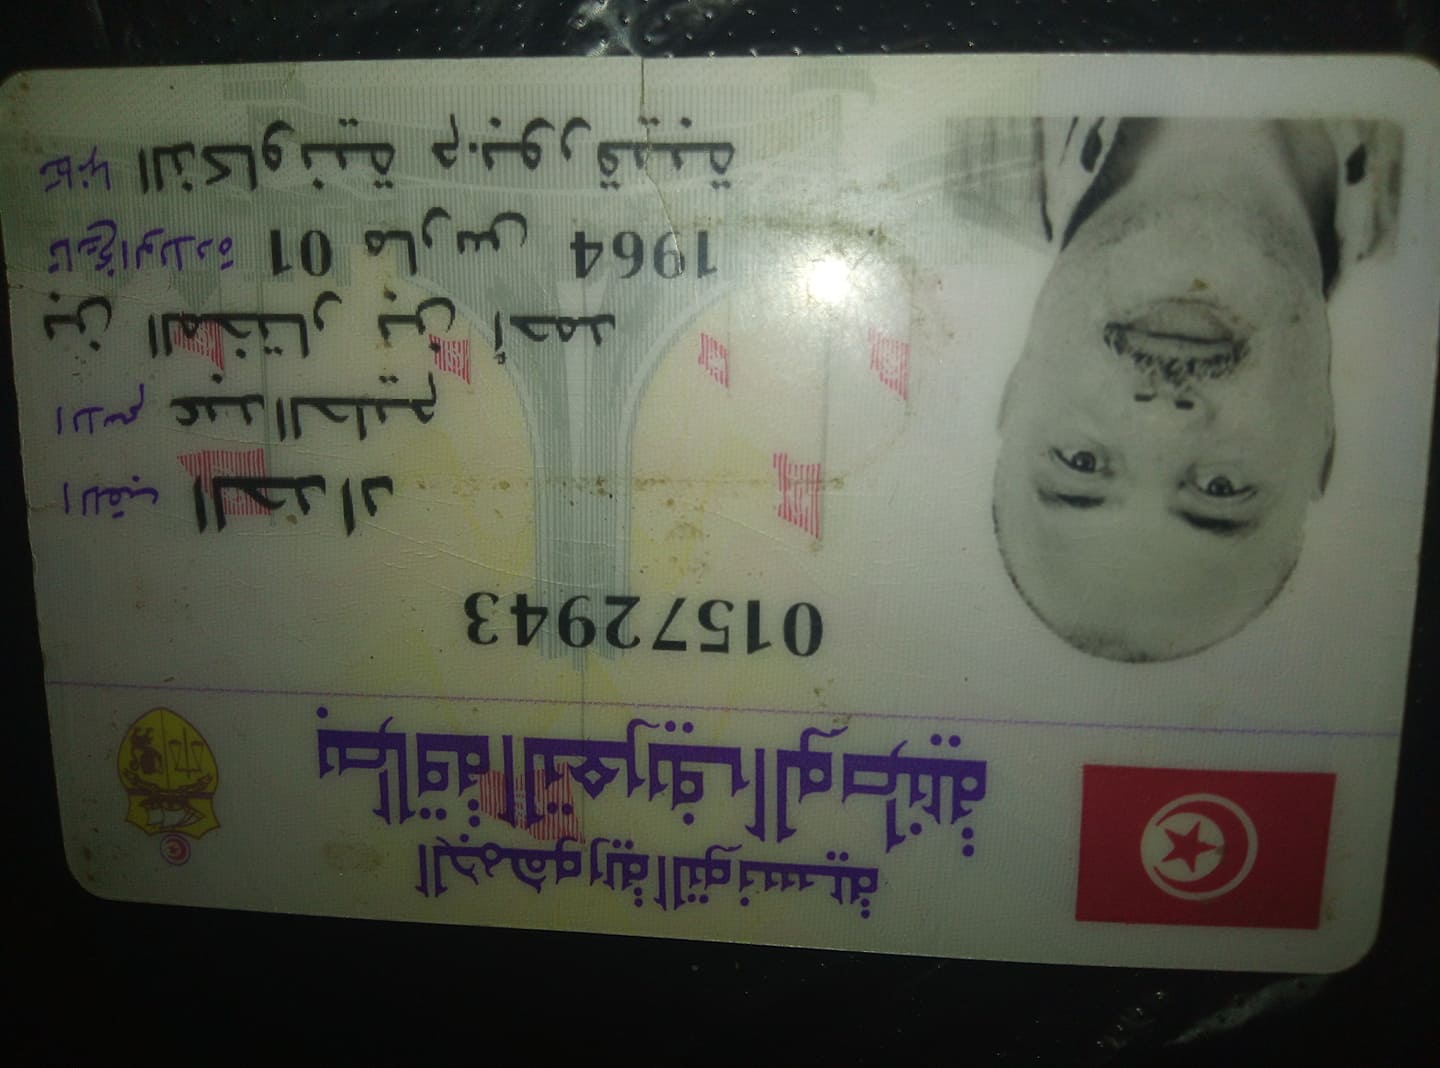 الجمهورية التونسية
بطاقة التعريف الوطنية
01572943
اللقب الحداد
الاسم عبدالحليم
بن المختار بن أحمد
تاريخ الولادة 01 مارس 1964
مكانها الذكاونية م.بورقيبة